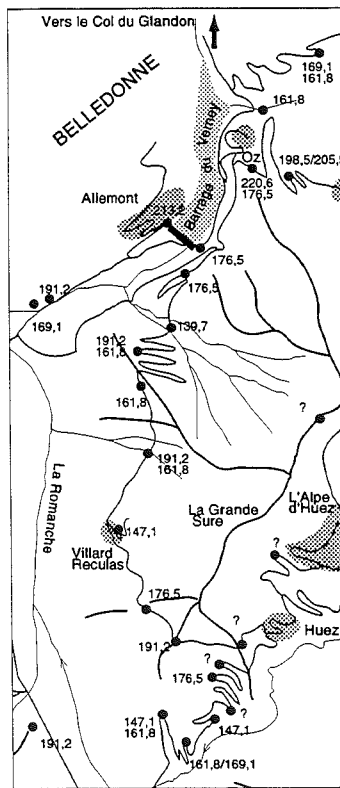 Vers le Col du Glandon
BELLEDONNE
169,1
161,8
161,8
Barrage du Verney
Oz
198,5/205,5
220,6
176,5
Allemont
176,5
176,5
191,2
169,1
139,7
191,2
161,8
161,8
?
191,2
161,8
La Romanche
La Grande
Sure
L'Alpe
d'Huez
147,1
Villard
Reculas
?
176,5
?
Huez
191,2
?
176,5
?
147,1
161,8
147,1
191,2
161,8/169,1